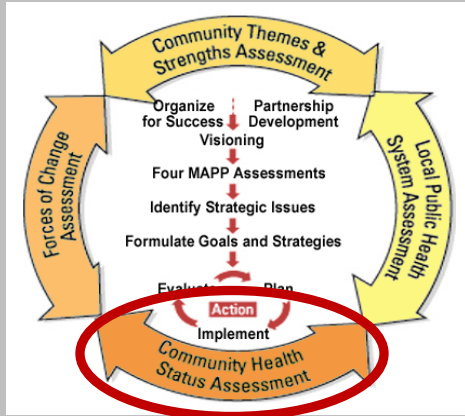 Community Themes &
Strengths Assessment
Organize Partnership
for Success Development
Visioning
Four MAPP Assessments
Identify Strategic Issues
Formulate Goals and Strategies
Evaluate Plan
Action
Implement
Forces of Change
Assessment
Local Public Health
System Assessment
Community Health
Status Assessment